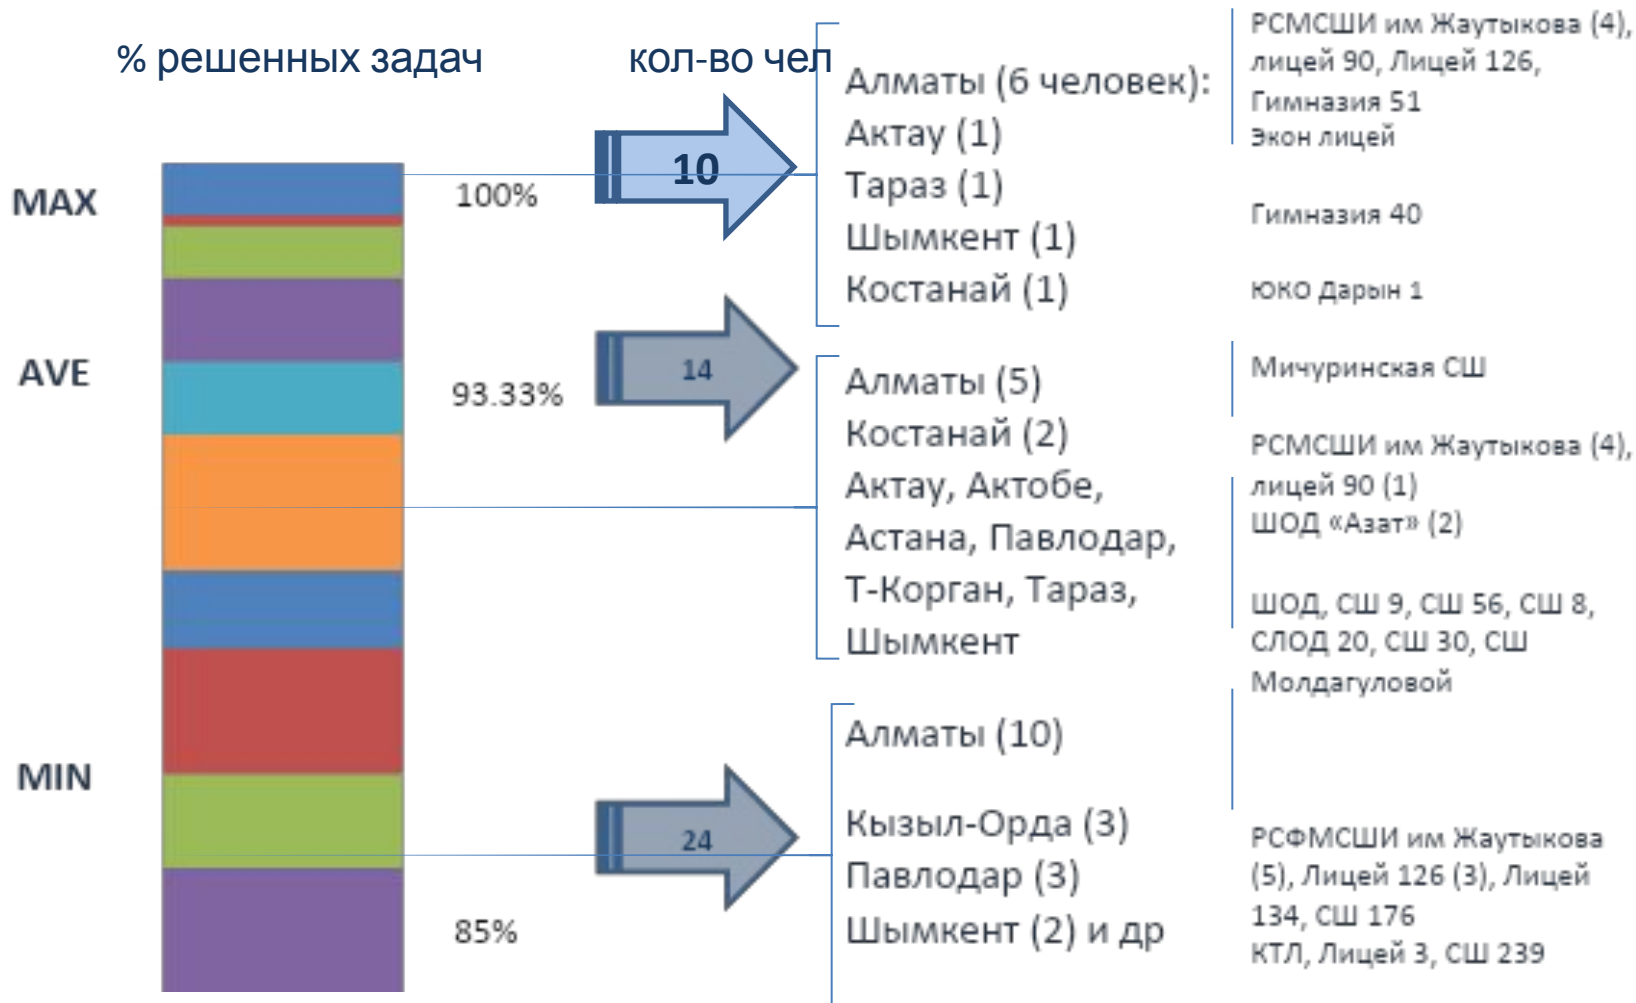 % решенных задач
кол-во чел
MAX
AVE
MIN
100%
93.33%
85%
10
14
24
Алматы (6 человек):
Актау (1)
Тараз (1)
Шымкент (1)
Костанай (1)
Алматы (5)
Костанай (2)
Актау, Актобе,
Астана, Павлодар,
Т-Корган, Тараз,
Шымкент
Алматы (10)
Кызыл-Орда (3)
Павлодар (3)
Шымкент (2) и др
РСМСШИ им Жаутыкова (4),
лицей 90, Лицей 126,
Гимназия 51
Экон лицей
Гимназия 40
ЮКО Дарын 1
Мичуринская СШ
РСМСШИ им Жаутыкова (4),
лицей 90 (1)
ШОД «Азат» (2)
ШОД, СШ 9, СШ 56, СШ 8,
СЛОД 20, СШ 30, СШ
Молдагуловой
РСФМСШИ им Жаутыкова
(5), Лицей 126 (3), Лицей
134, СШ 176
КТЛ, Лицей 3, СШ 239